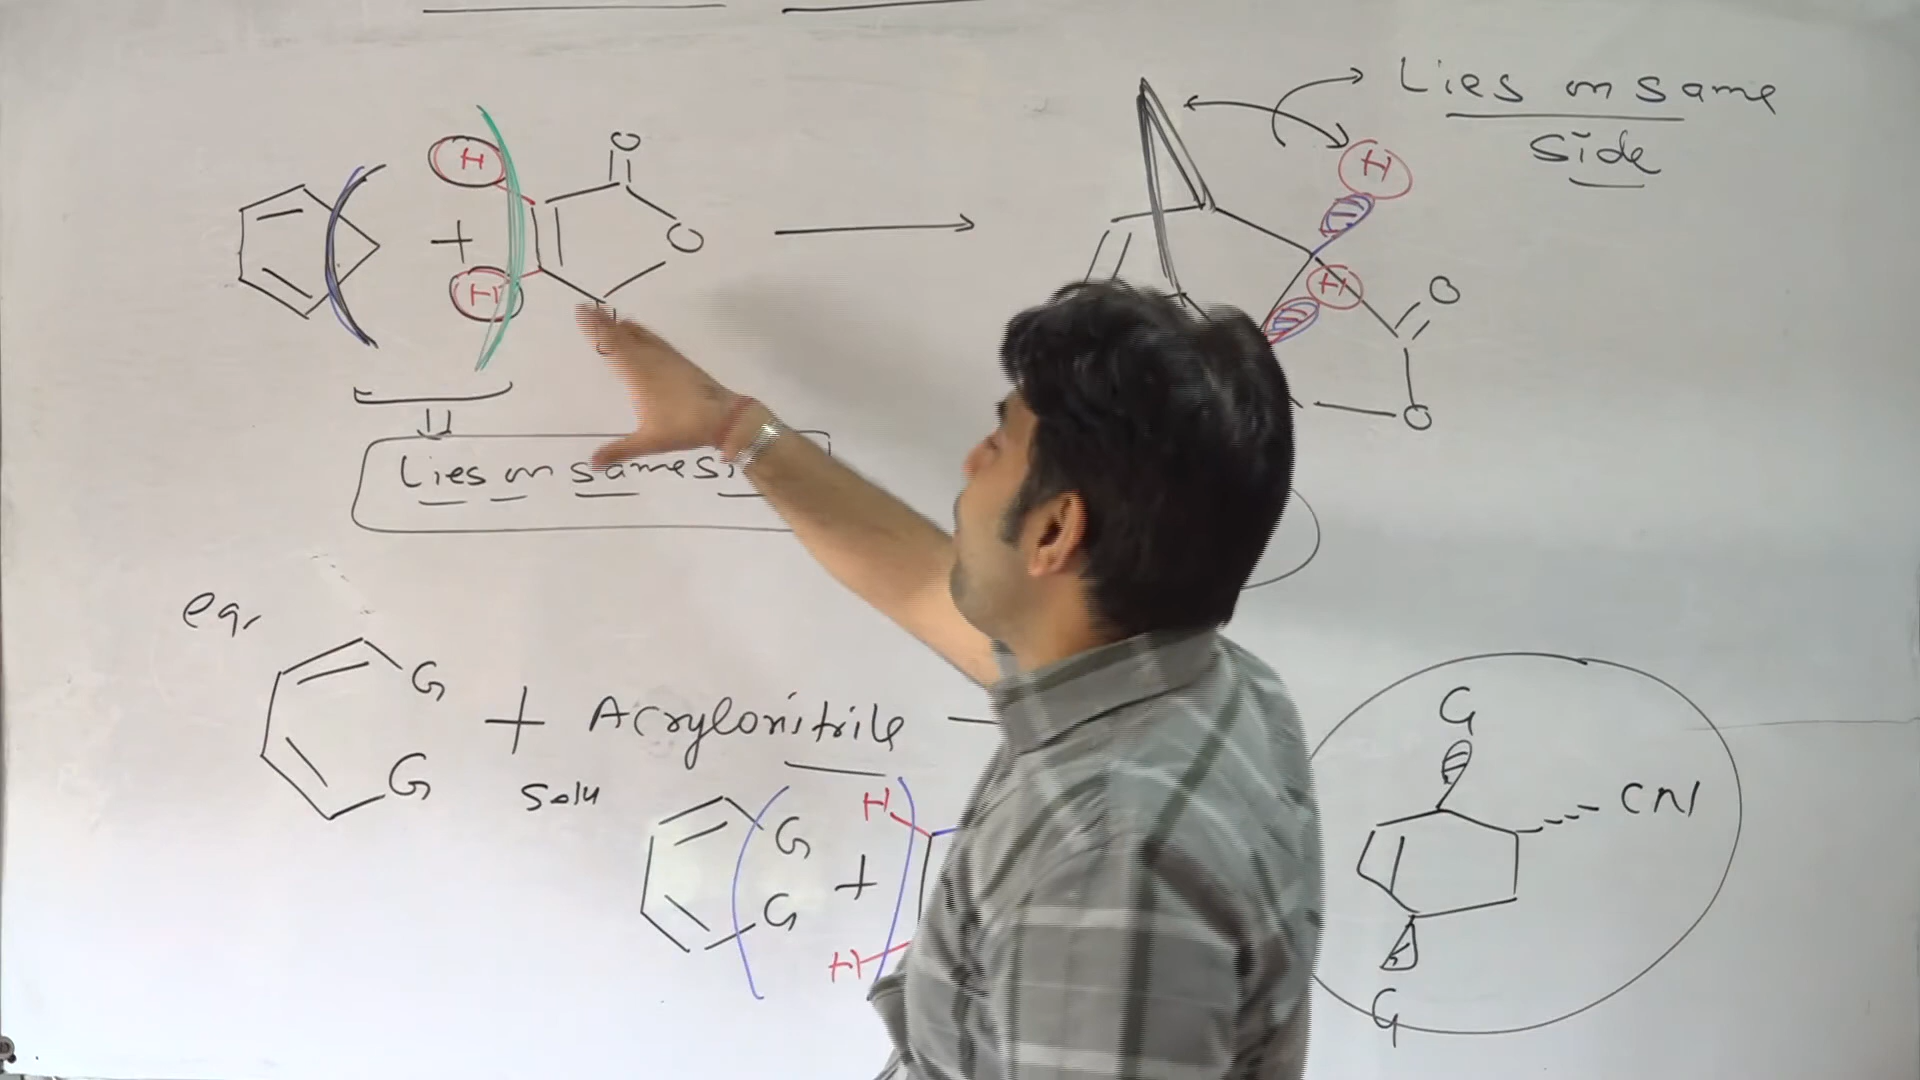 Lies on same
side
H
O
+
H
O
H
H
O
O
Lies on same si
eg,
G
G
+ Acrylonitrile
Soln
G
G
+
H
H
G
CN
G